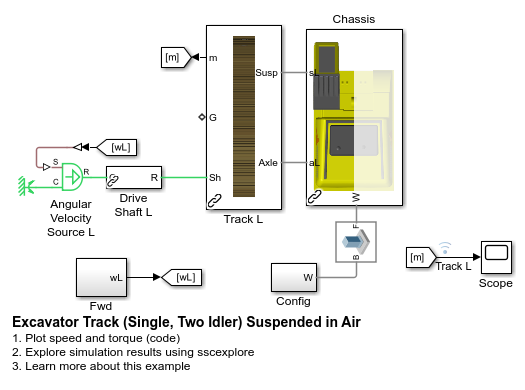 Chassis
[m]
m
Susp
sL
G
[wL]
S
C
R
R
Sh
Axle
aL
W
Angular
Velocity
Source L
Drive
Shaft L
Track L
F
B
[m]
Track L
Scope
wL
[wL]
W
Fwd
Config
Excavator Track (Single, Two Idler) Suspended in Air
1. Plot speed and torque (code)
2. Explore simulation results using sscexplore
3. Learn more about this example